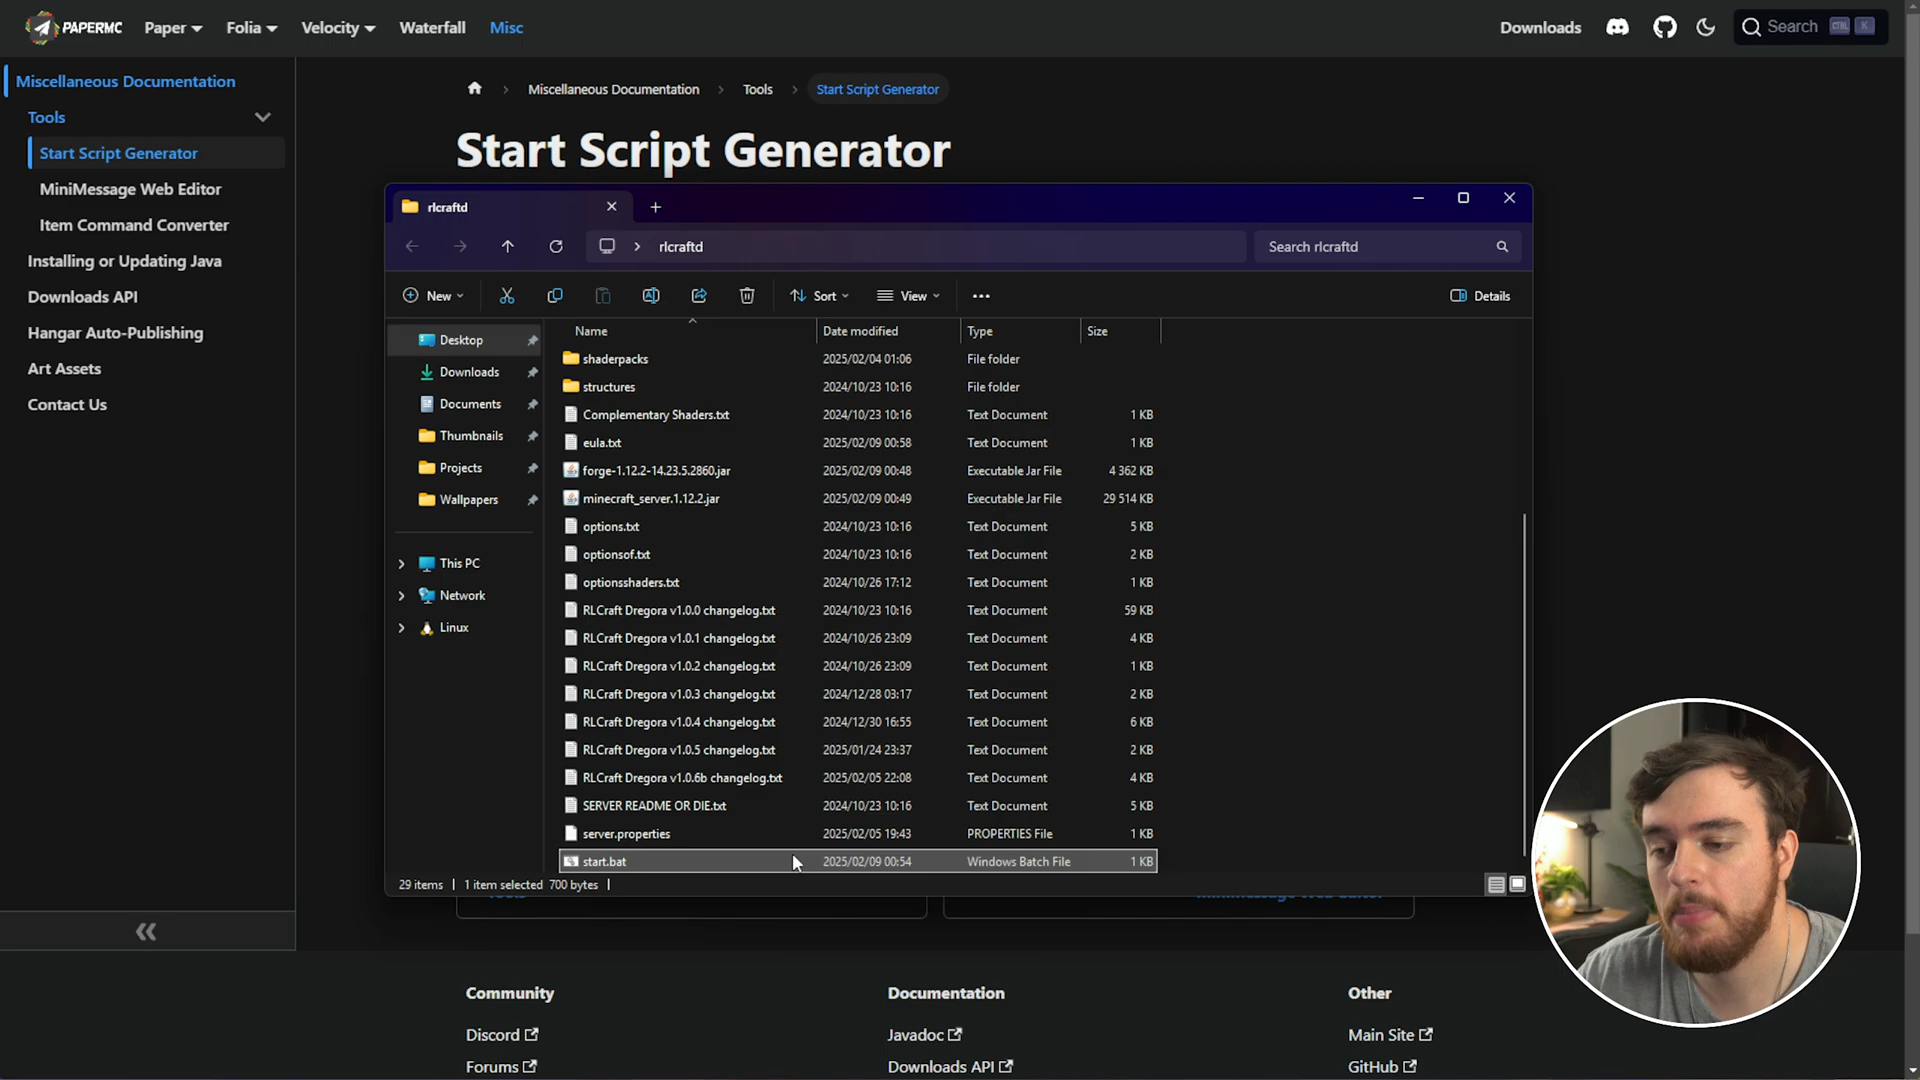 PAPERMC Paper Folia Velocity Waterfall Misc Downloads Search CTRL K
Miscellaneous Documentation
Tools
Start Script Generator
MiniMessage Web Editor
Item Command Converter
Installing or Updating Java
Downloads API
Hangar Auto-Publishing
Art Assets
Contact Us
Miscellaneous Documentation Tools Start Script Generator
Start Script Generator
rlcraftd
rlcraftd Search rlcraftd
New Sort View Details
Desktop
Downloads
Documents
Thumbnails
Projects
Wallpapers
This PC
Network
Linux
Name Date modified Type Size
shaderpacks 2025/02/04 01:06 File folder
structures 2024/10/23 10:16 File folder
Complementary Shaders.txt 2024/10/23 10:16 Text Document 1 KB
eula.txt 2025/02/09 00:58 Text Document 1 KB
forge-1.12.2-14.23.5.2860.jar 2025/02/09 00:48 Executable Jar File 4 362 KB
minecraft_server.1.12.2.jar 2025/02/09 00:49 Executable Jar File 29 514 KB
options.txt 2024/10/23 10:16 Text Document 5 KB
optionsof.txt 2024/10/23 10:16 Text Document 2 KB
optionsshaders.txt 2024/10/26 17:12 Text Document 1 KB
RLCraft Dregora v1.0.0 changelog.txt 2024/10/23 10:16 Text Document 59 KB
RLCraft Dregora v1.0.1 changelog.txt 2024/10/26 23:09 Text Document 4 KB
RLCraft Dregora v1.0.2 changelog.txt 2024/10/26 23:09 Text Document 1 KB
RLCraft Dregora v1.0.3 changelog.txt 2024/12/28 03:17 Text Document 2 KB
RLCraft Dregora v1.0.4 changelog.txt 2024/12/30 16:55 Text Document 6 KB
RLCraft Dregora v1.0.5 changelog.txt 2025/01/24 23:37 Text Document 2 KB
RLCraft Dregora v1.0.6b changelog.txt 2025/02/05 22:08 Text Document 4 KB
SERVER README OR DIE.txt 2024/10/23 10:16 Text Document 5 KB
server.properties 2025/02/05 19:43 PROPERTIES File 1 KB
start.bat 2025/02/09 00:54 Windows Batch File 1 KB
29 items 1 item selected 700 bytes
Tools MiniMessage Web Editor
Community Documentation Other
Discord Javadoc Main Site
Forums Downloads API GitHub